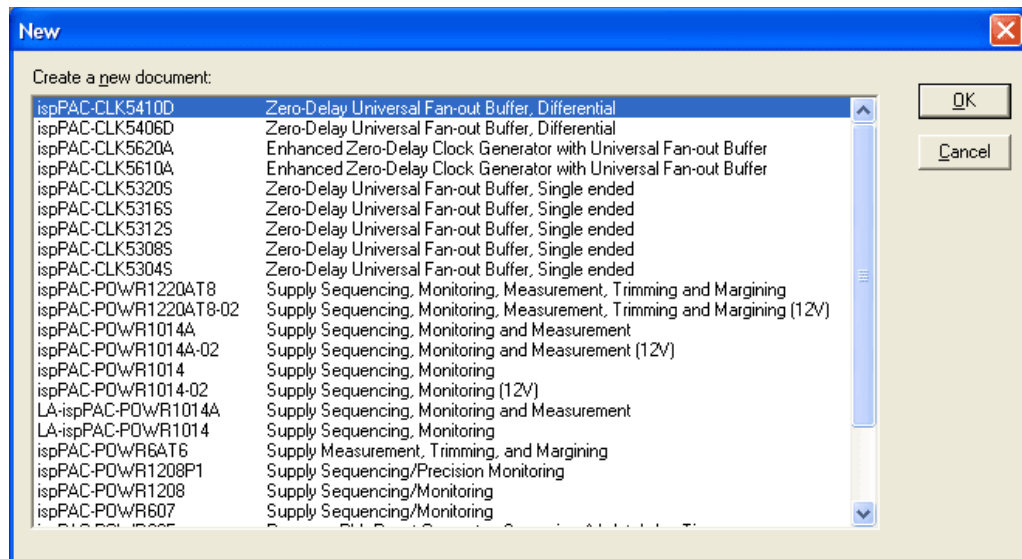 New
Create a new document:
ispPAC-CLK5410D Zero-Delay Universal Fan-out Buffer, Differential
ispPAC-CLK5406D Zero-Delay Universal Fan-out Buffer, Differential
ispPAC-CLK5620A Enhanced Zero-Delay Clock Generator with Universal Fan-out Buffer
ispPAC-CLK5610A Enhanced Zero-Delay Clock Generator with Universal Fan-out Buffer
ispPAC-CLK5320S Zero-Delay Universal Fan-out Buffer, Single ended
ispPAC-CLK5316S Zero-Delay Universal Fan-out Buffer, Single ended
ispPAC-CLK5312S Zero-Delay Universal Fan-out Buffer, Single ended
ispPAC-CLK5308S Zero-Delay Universal Fan-out Buffer, Single ended
ispPAC-CLK5304S Zero-Delay Universal Fan-out Buffer, Single ended
ispPAC-POWR1220AT8 Supply Sequencing, Monitoring, Measurement, Trimming and Margining
ispPAC-POWR1220AT8-02 Supply Sequencing, Monitoring, Measurement, Trimming and Margining (12V)
ispPAC-POWR1014A Supply Sequencing, Monitoring and Measurement
ispPAC-POWR1014A-02 Supply Sequencing, Monitoring and Measurement (12V)
ispPAC-POWR1014 Supply Sequencing, Monitoring
ispPAC-POWR1014-02 Supply Sequencing, Monitoring (12V)
LA-ispPAC-POWR1014A Supply Sequencing, Monitoring and Measurement
LA-ispPAC-POWR1014 Supply Sequencing, Monitoring
ispPAC-POWR6AT6 Supply Measurement, Trimming, and Margining
ispPAC-POWR1208P1 Supply Sequencing/Precision Monitoring
ispPAC-POWR1208 Supply Sequencing/Monitoring
ispPAC-POWR607 Supply Sequencing/Monitoring
OK
Cancel